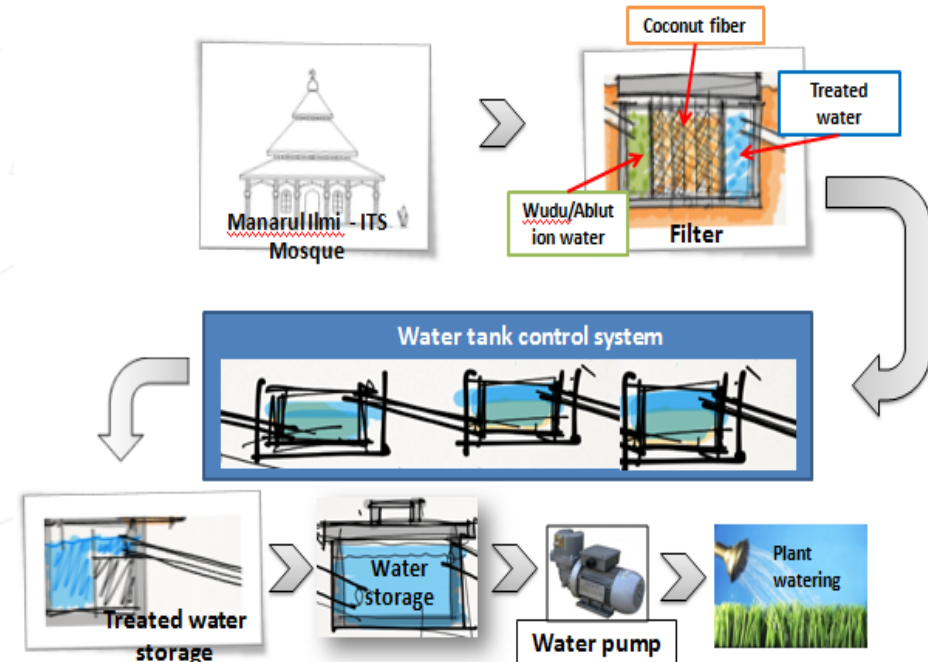 Coconut fiber
Treated
water
Wudu/Ablut
ion water
Filter
Manarul Ilmi - ITS
Mosque
Water tank control system
Treated water
storage
Water
storage
Water pump
Plant
watering